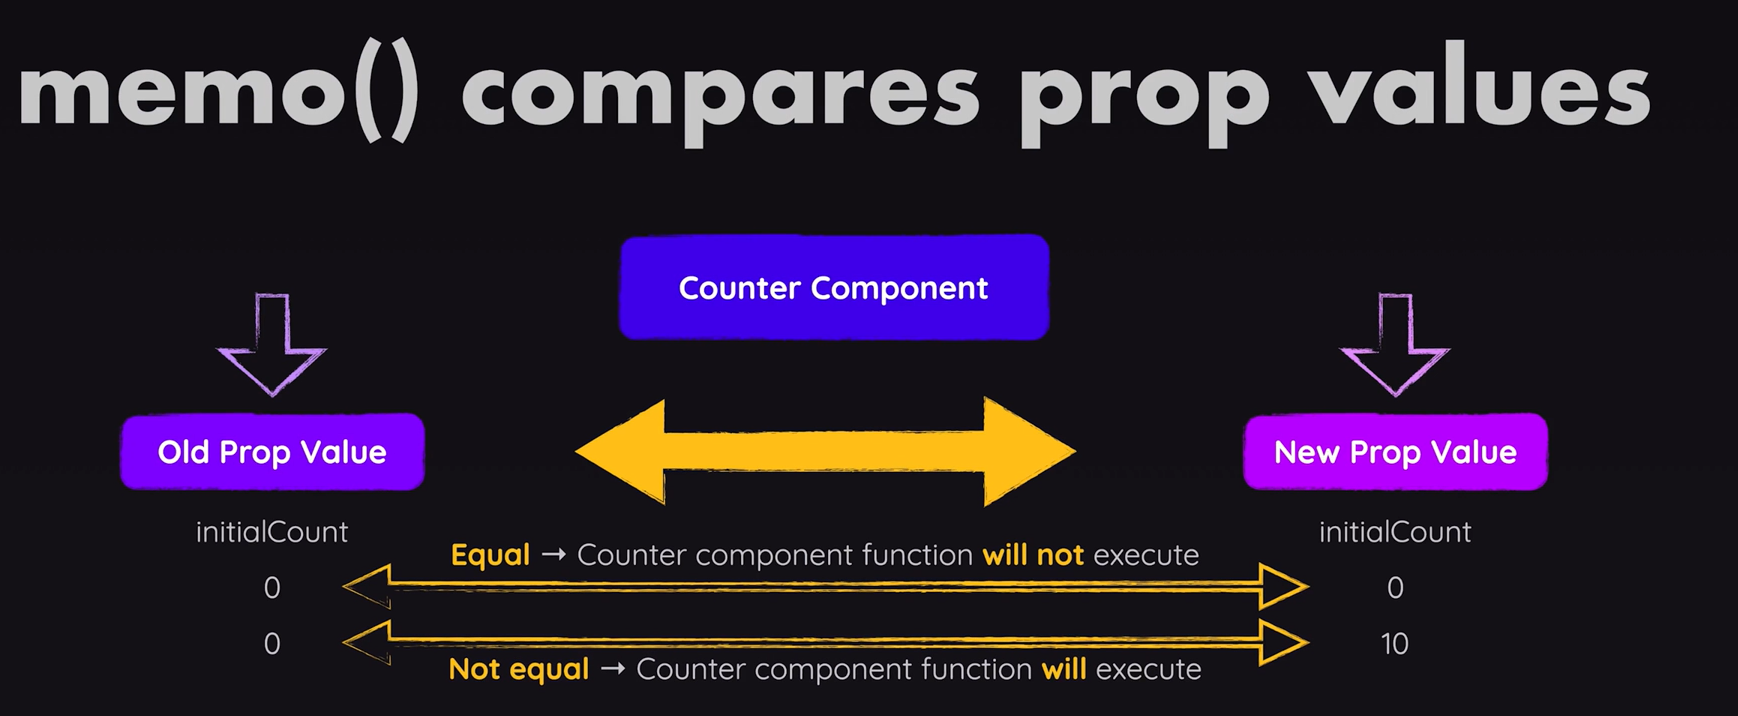 memo() compares prop values
Counter Component
Old Prop Value
New Prop Value
initialCount
initialCount
Equal → Counter component function will not execute
0
0
0
10
Not equal → Counter component function will execute